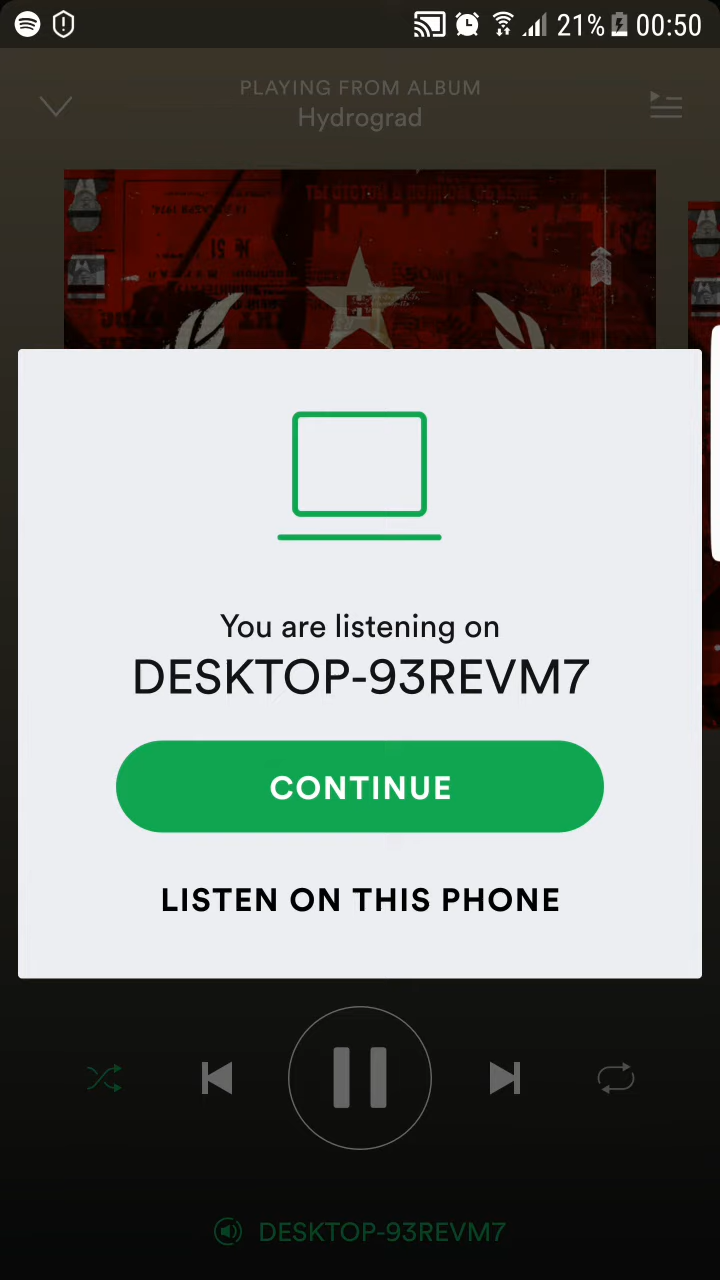 21% 00:50
PLAYING FROM ALBUM
Hydrograd
You are listening on
DESKTOP-93REVM7
CONTINUE
LISTEN ON THIS PHONE
DESKTOP-93REVM7